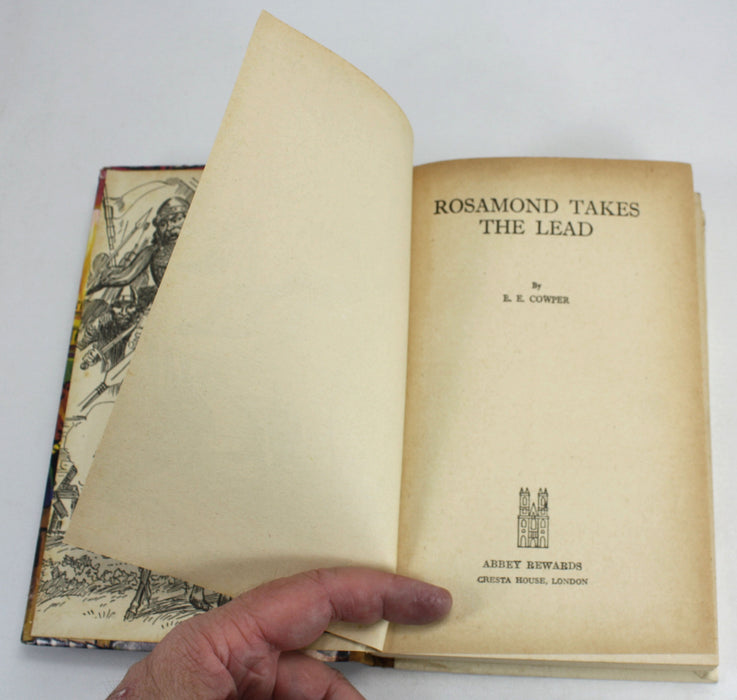 ROSAMOND TAKES
THE LEAD
By
E. E. COWPER
ABBEY REWARDS
CRESTA HOUSE, LONDON